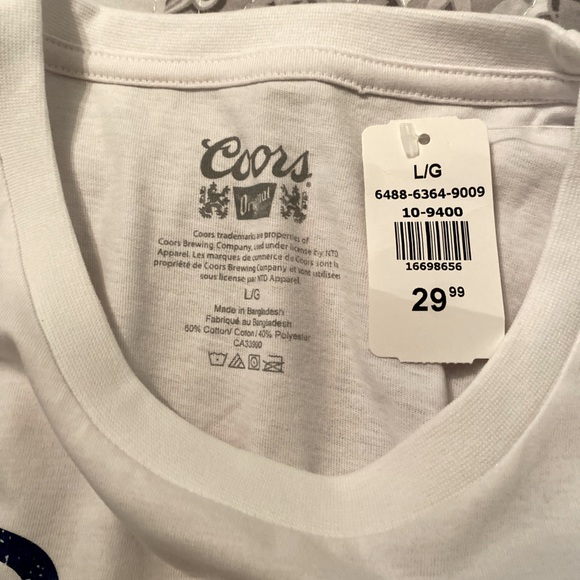 Coors
Original
Coors trademarks are properties of
Coors Brewing Company, used under license by NTD
Apparel. Les marques de commerce de Coors sont la
propriété de Coors Brewing Company et sont utilisées
sous license par NTD Apparel.
L/G
Made in Bangladesh
Fabriqué au Bangladesh
60% Cotton/ Coton/40% Polyester
L/G
6488-6364-9009
10-9400
16698656
29.99